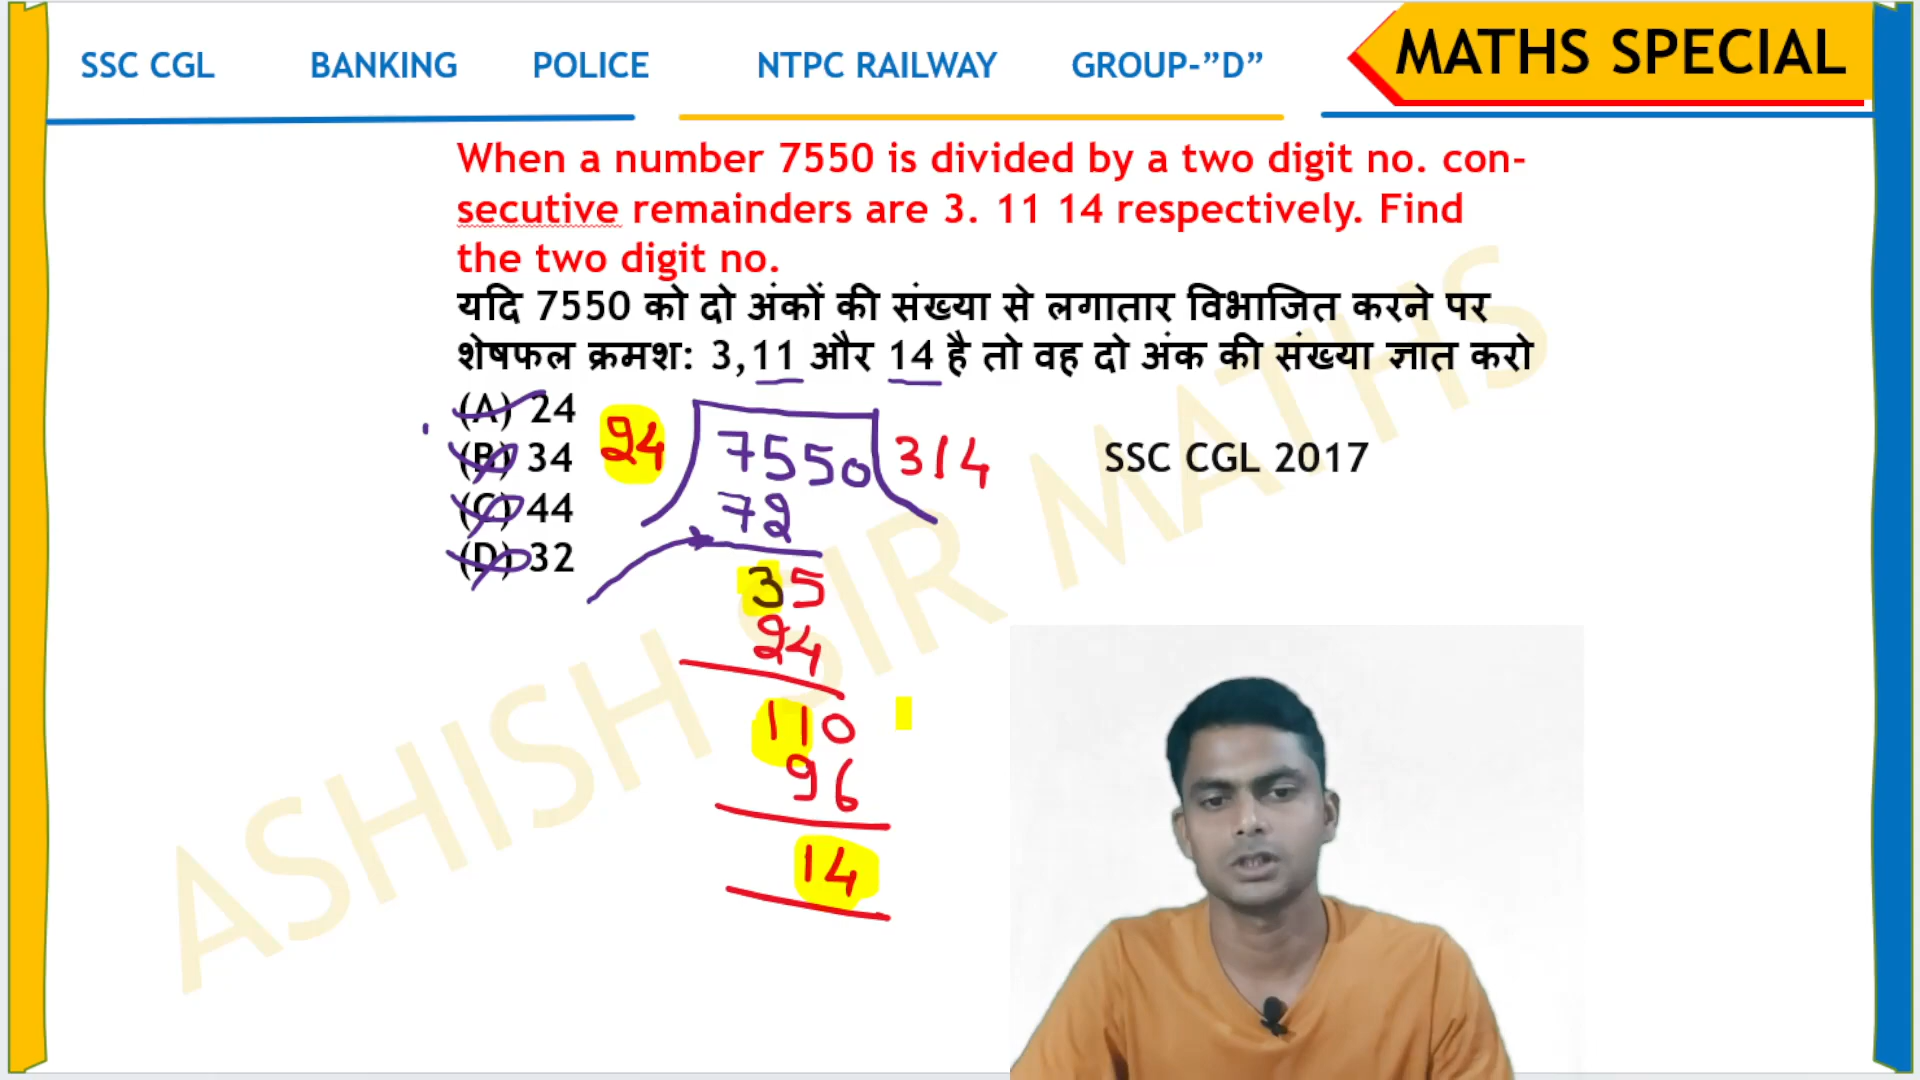 SSC CGL BANKING POLICE NTPC RAILWAY GROUP-”D” MATHS SPECIAL
When a number 7550 is divided by a two digit no. con-
secutive remainders are 3. 11 14 respectively. Find
the two digit no.
यदि 7550 को दो अंकों की संख्या से लगातार विभाजित करने पर
शेषफल क्रमश: 3,11 और 14 है तो वह दो अंक की संख्या ज्ञात करो
(A) 24
(B) 34
(C) 44
(D) 32
SSC CGL 2017
24 7550 314
72
35
24
110
96
14
ASHISH SIR MATHS